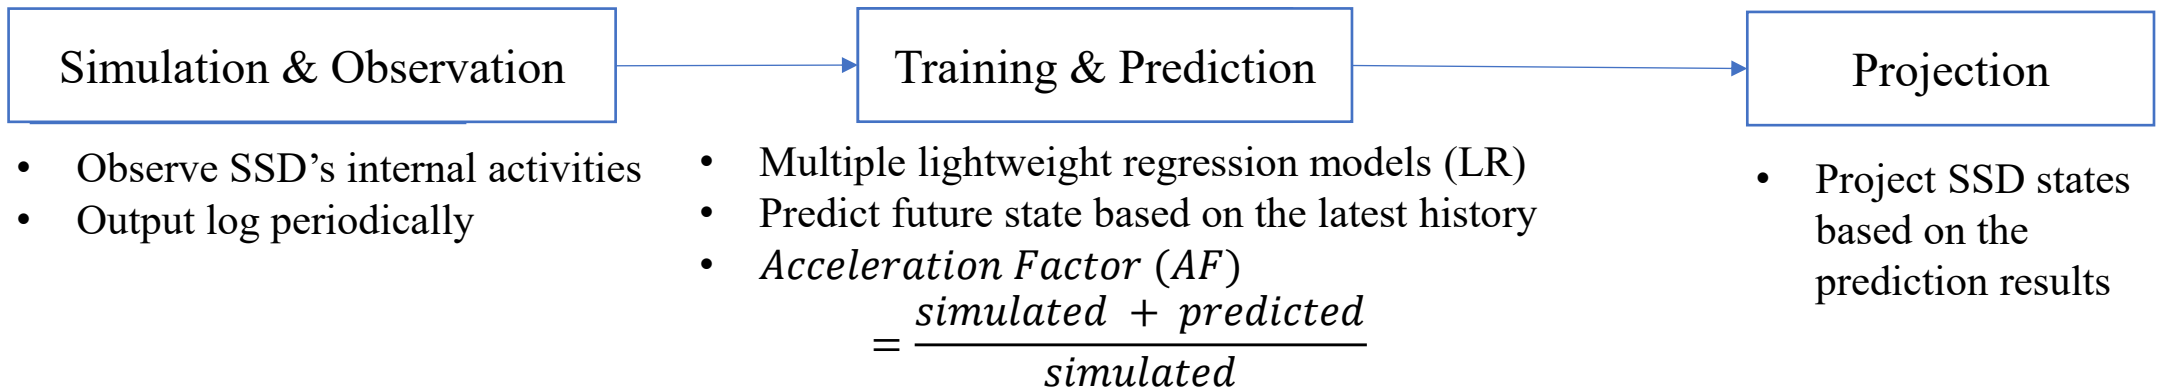 Simulation & Observation
• Observe SSD’s internal activities
• Output log periodically
Training & Prediction
• Multiple lightweight regression models (LR)
• Predict future state based on the latest history
• Acceleration Factor (AF)
= simulated + predicted
simulated
Projection
• Project SSD states
based on the
prediction results